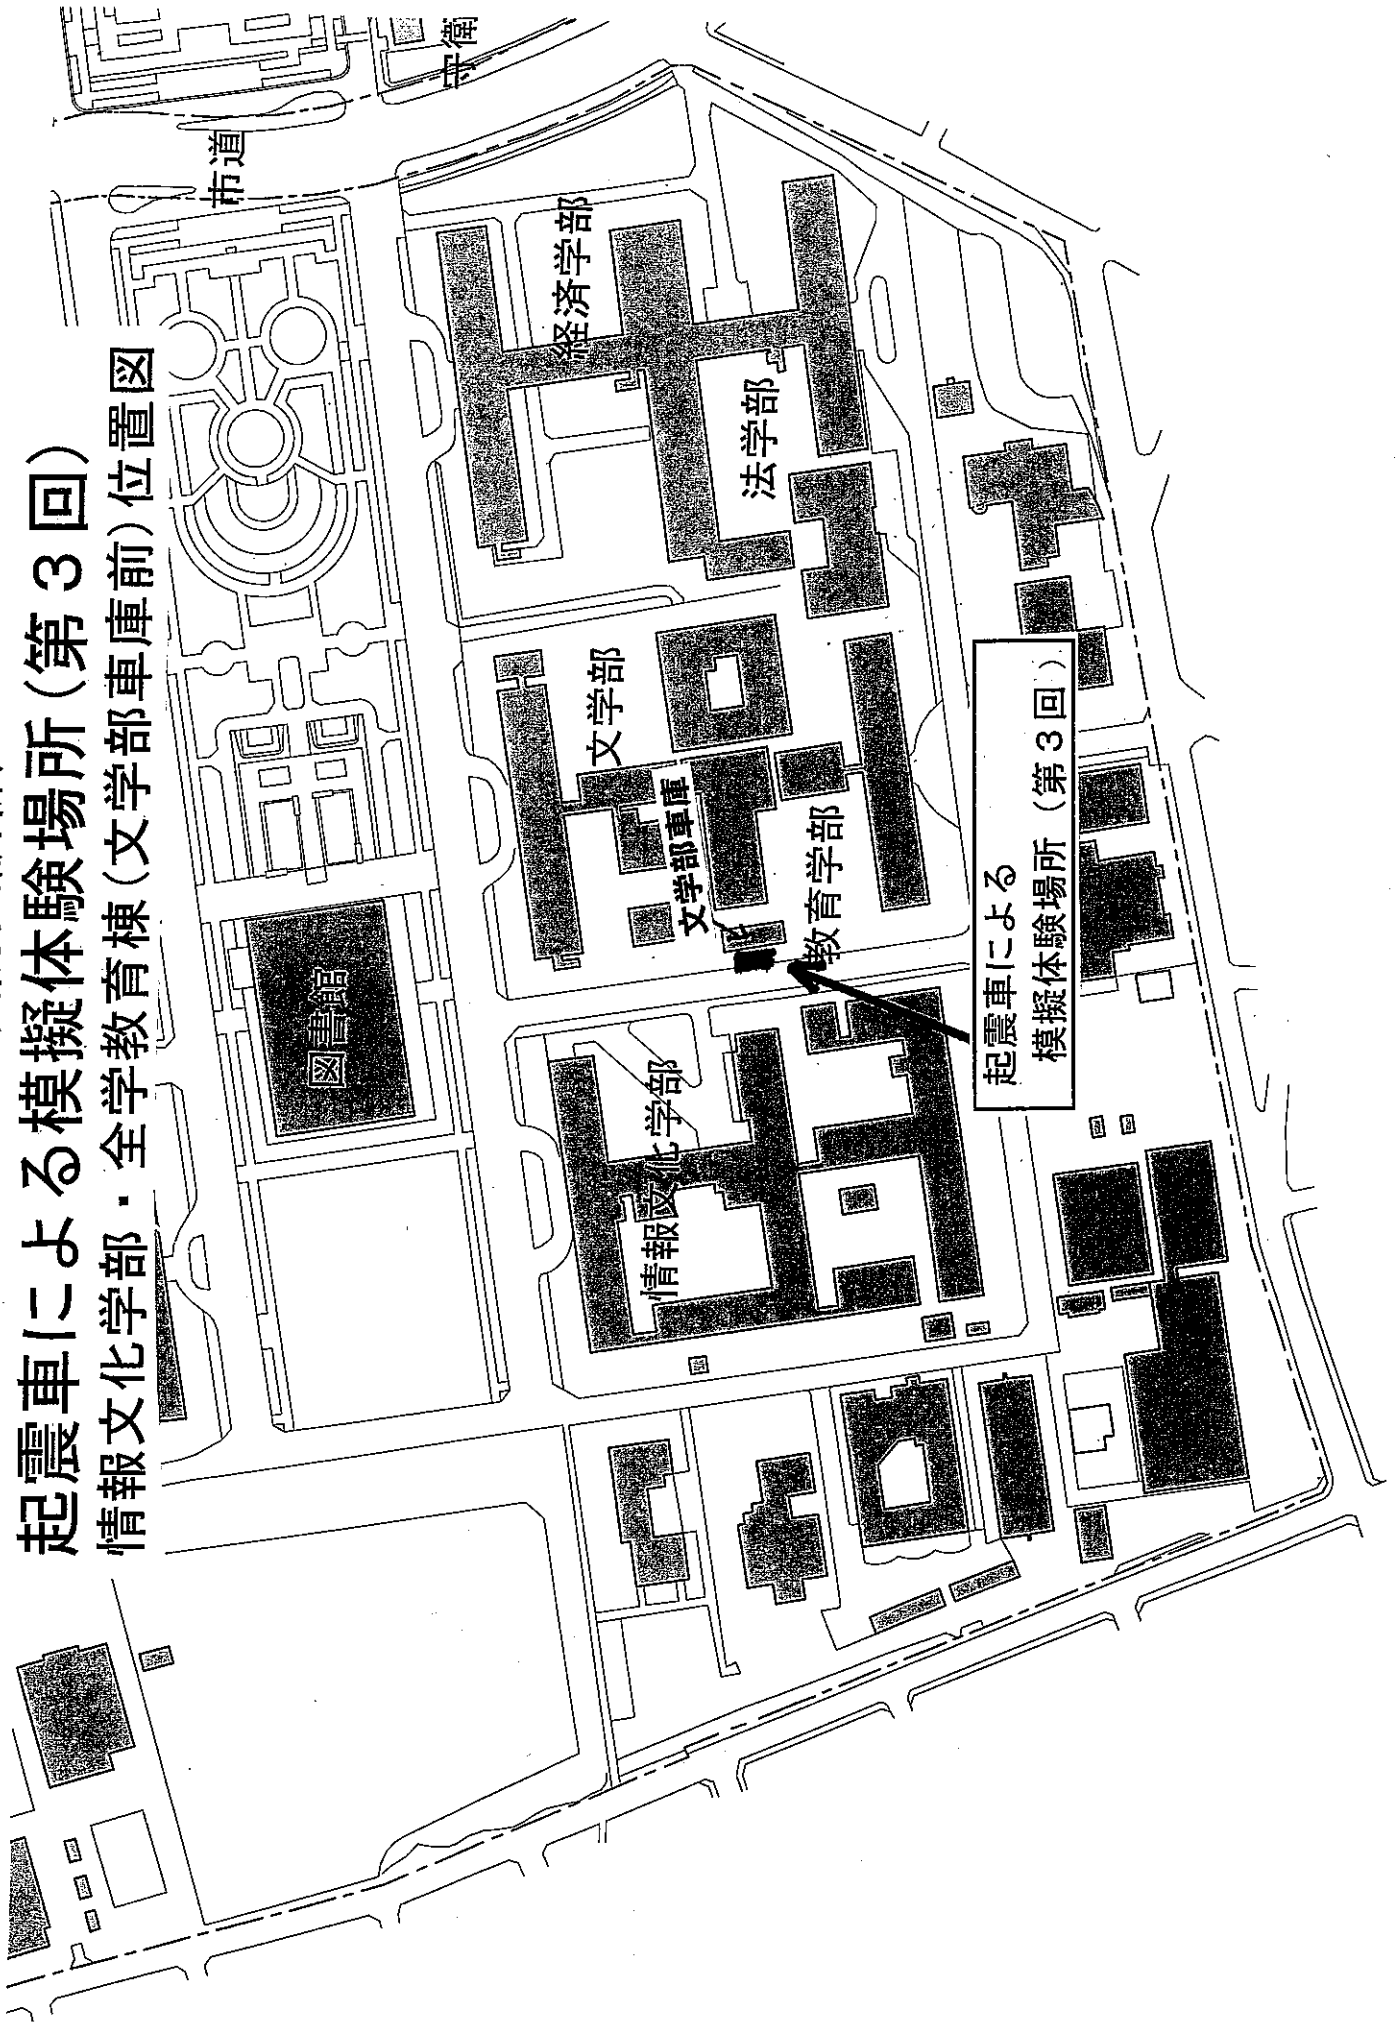 起震車による模擬体験場所(第3回)
情報文化学部・全学教育棟(文学部車庫前)位置図
市道
守衛
図書館
経済学部
法学部
文学部
文学部車庫
教育学部
情報文化学部
起震車による
模擬体験場所(第3回)